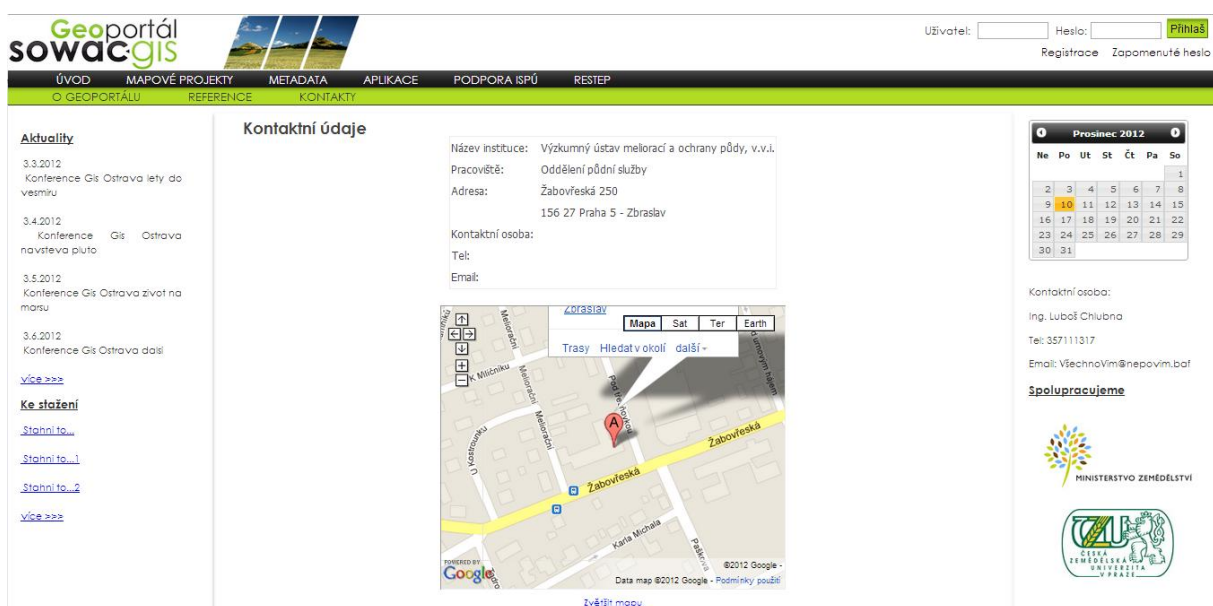 Geoportál
sowac·gis
Uživatel:
Heslo:
Přihlaš
Registrace Zapomenuté heslo
ÚVOD MAPOVÉ PROJEKTY METADATA APLIKACE PODPORA ISPÚ RESTEP
O GEOPORTÁLU REFERENCE KONTAKTY
Aktuality
3.3.2012
Konference Gis Ostrava lety do
vesmíru
3.4.2012
Konference Gis Ostrava
navsteva pluto
3.5.2012
Konference Gis Ostrava zivot na
marsu
3.6.2012
Konference Gis Ostrava dalsi
více >>>
Ke stažení
Stahni to...
Stahni to...1
Stahni to...2
více >>>
Kontaktní údaje
Název instituce: Výzkumný ústav meliorací a ochrany půdy, v.v.i.
Pracoviště: Oddělení půdní služby
Adresa: Žabovřeská 250
156 27 Praha 5 - Zbraslav
Kontaktní osoba:
Tel:
Email:
Zbraslav
Mapa Sat Ter Earth
Trasy Hledat v okolí další
Meliorační
K Mlíčníku
Meliorační
Meliorační
U Kostrounku
A
Žabovřeská
Žabovřeská
Karla Michala
POWERED BY
Google
©2012 Google -
Data map ©2012 Google - Podmínky použití
Zvětšit mapu
Prosinec 2012
Ne Po Út St Čt Pa So
1
2 3 4 5 6 7 8
9 10 11 12 13 14 15
16 17 18 19 20 21 22
23 24 25 26 27 28 29
30 31
Kontaktní osoba:
Ing. Luboš Chlubna
Tel: 357111317
Email: VšechnoVim@nepovim.baf
Spolupracujeme
MINISTERSTVO ZEMĚDĚLSTVÍ
ČZU
ČESKÁ
ZEMĚDĚLSKÁ
UNIVERZITA
V PRAZE